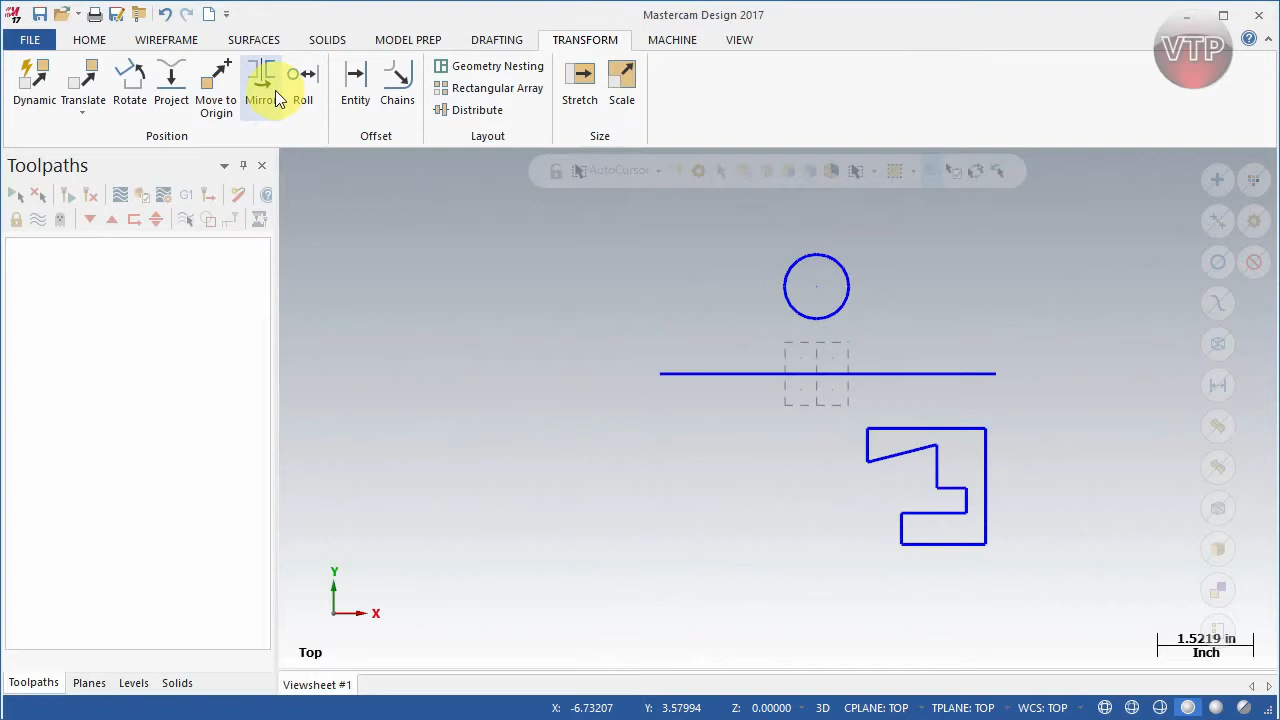 17
Mastercam Design 2017
VTP
FILE HOME WIREFRAME SURFACES SOLIDS MODEL PREP DRAFTING TRANSFORM MACHINE VIEW
Dynamic Translate Rotate Project Move to Origin Mirror Roll Entity Chains Geometry Nesting Stretch Scale
Rectangular Array
Distribute
Position Offset Layout Size
Toolpaths
AutoCursor
G1
Y
X
Top
1.5219 in
Inch
Toolpaths Planes Levels Solids Viewsheet #1
X: -6.73207 Y: 3.57994 Z: 0.00000 3D CPLANE: TOP TPLANE: TOP WCS: TOP